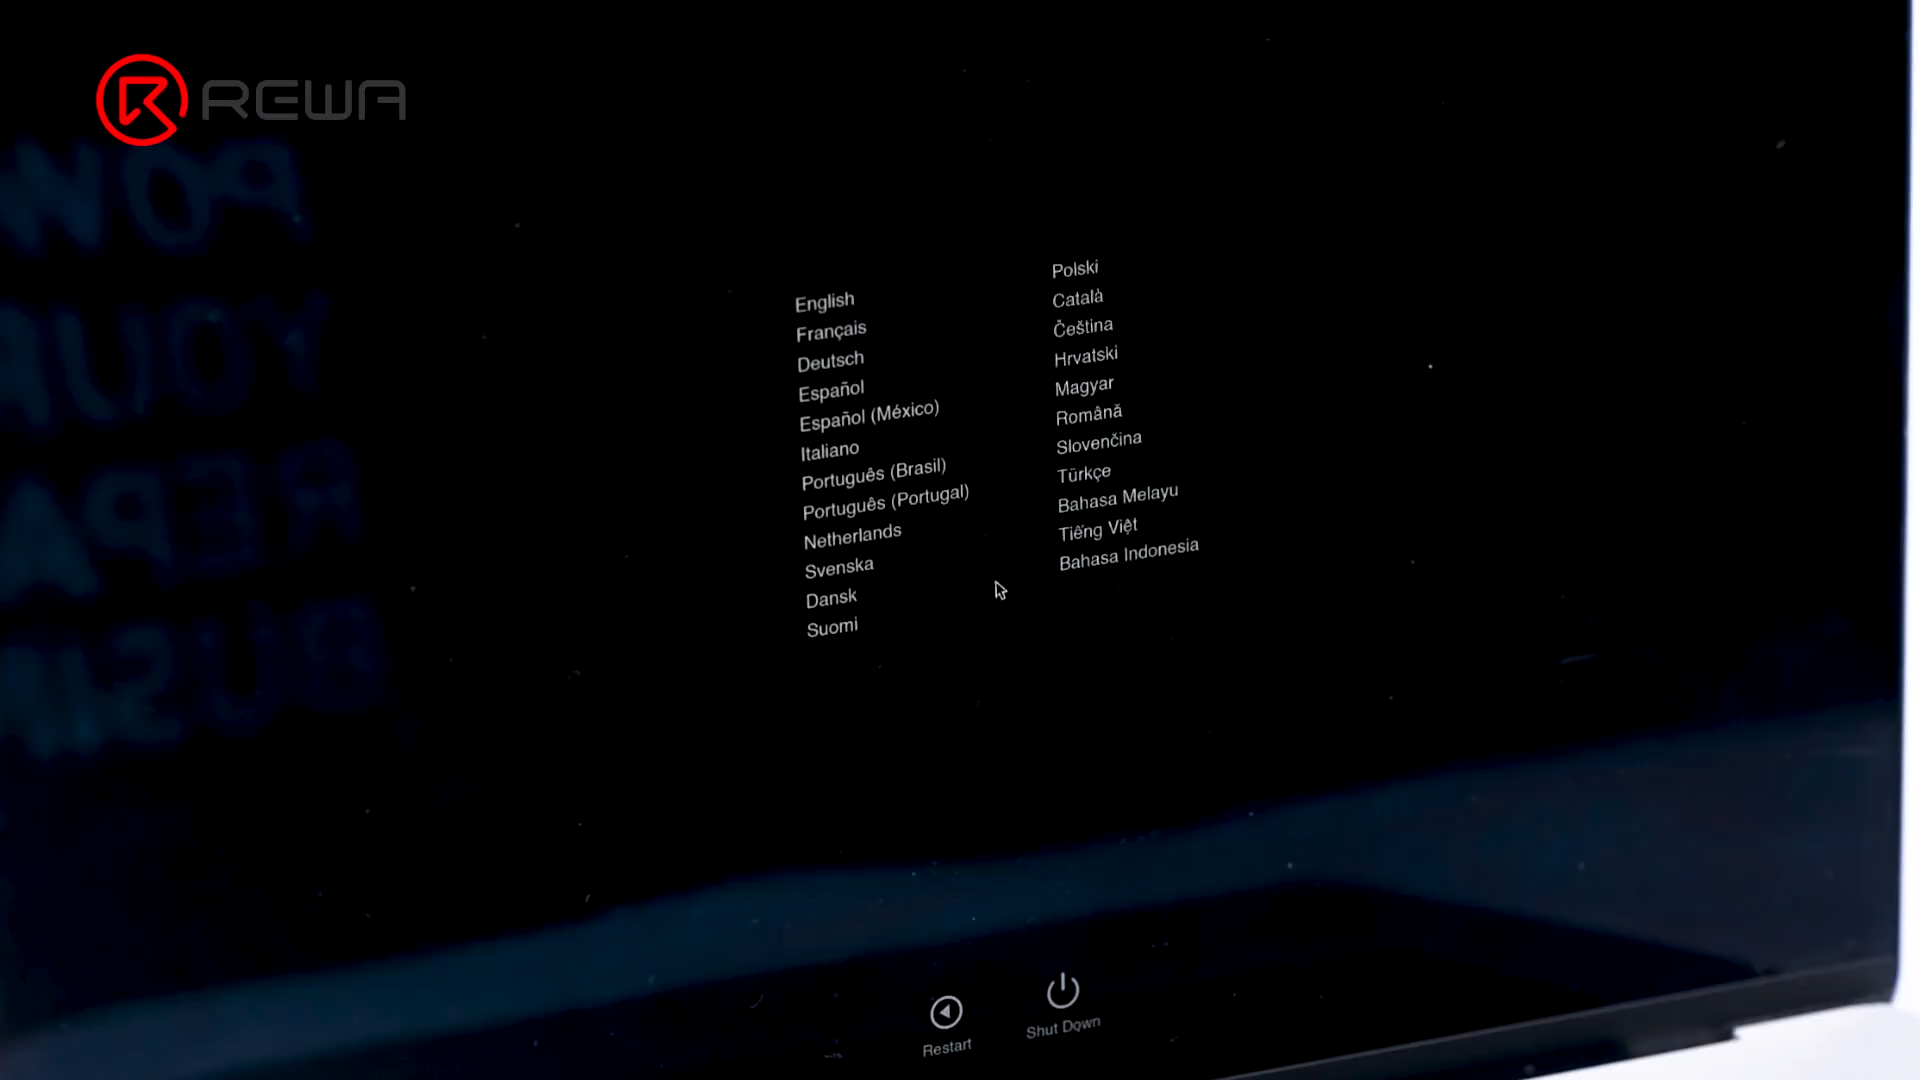 REWA
English
Français
Deutsch
Español
Español (México)
Italiano
Português (Brasil)
Português (Portugal)
Netherlands
Svenska
Dansk
Suomi
Polski
Català
Čeština
Hrvatski
Magyar
Română
Slovenčina
Türkçe
Bahasa Melayu
Tiếng Việt
Bahasa Indonesia
Restart
Shut Down